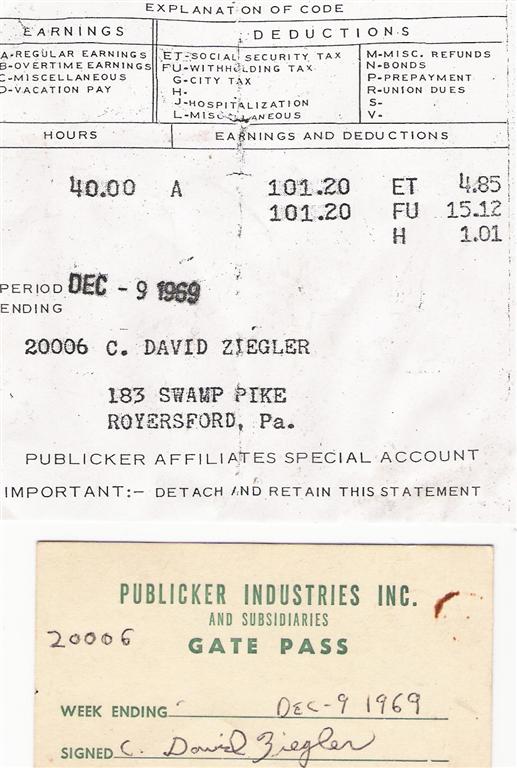 EXPLANATION OF CODE
EARNINGS
DEDUCTIONS
A-REGULAR EARNINGS
B-OVERTIME EARNINGS
C-MISCELLANEOUS
D-VACATION PAY
ET-SOCIAL SECURITY TAX
FU-WITHHOLDING TAX
G-CITY TAX
H-
J-HOSPITALIZATION
L-MISCELLANEOUS
M-MISC. REFUNDS
N-BONDS
P-PREPAYMENT
R-UNION DUES
S-
V-
HOURS
EARNINGS AND DEDUCTIONS
40.00 A 101.20 ET 4.85
101.20 FU 15.12
H 1.01
PERIOD DEC - 9 1969
ENDING
20006 C. DAVID ZIEGLER
183 SWAMP PIKE
ROYERSFORD, Pa.
PUBLICKER AFFILIATES SPECIAL ACCOUNT
IMPORTANT:- DETACH AND RETAIN THIS STATEMENT
PUBLICKER INDUSTRIES INC.
AND SUBSIDIARIES
20006
GATE PASS
WEEK ENDING DEC-9 1969
SIGNED C. David Ziegler